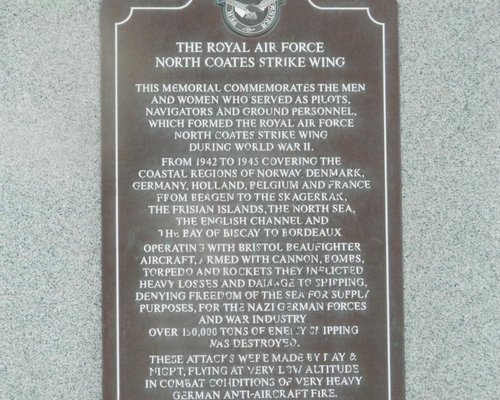 THE ROYAL AIR FORCE
NORTH COATES STRIKE WING
THIS MEMORIAL COMMEMORATES THE MEN
AND WOMEN WHO SERVED AS PILOTS,
NAVIGATORS AND GROUND PERSONNEL,
WHICH FORMED THE ROYAL AIR FORCE
NORTH COATES STRIKE WING
DURING WORLD WAR II.
FROM 1942 TO 1945 COVERING THE
COASTAL REGIONS OF NORWAY, DENMARK,
GERMANY, HOLLAND, BELGIUM AND FRANCE
FROM BERGEN TO THE SKAGERRAK,
THE FRISIAN ISLANDS, THE NORTH SEA,
THE ENGLISH CHANNEL AND
THE BAY OF BISCAY TO BORDEAUX
OPERATING WITH BRISTOL BEAUFIGHTER
AIRCRAFT, ARMED WITH CANNON, BOMBS,
TORPEDO AND ROCKETS THEY INFLICTED
HEAVY LOSSES AND DAMAGE TO SHIPPING,
DENYING FREEDOM OF THE SEA FOR SUPPLY
PURPOSES, FOR THE NAZI GERMAN FORCES
AND WAR INDUSTRY
OVER 150,000 TONS OF ENEMY SHIPPING
WAS DESTROYED.
THESE ATTACKS WERE MADE BY DAY &
NIGHT, FLYING AT VERY LOW ALTITUDE
IN COMBAT CONDITIONS OF VERY HEAVY
GERMAN ANTI-AIRCRAFT FIRE.